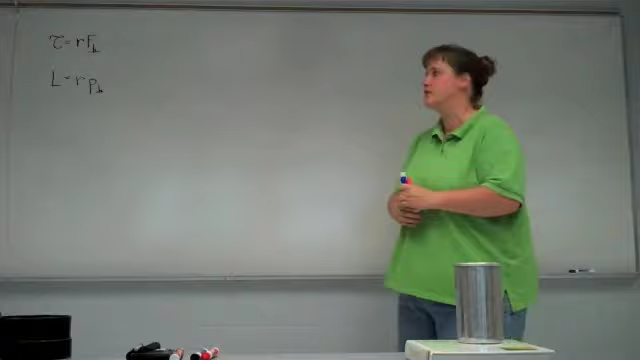 τ = r F⊥
L = r p⊥